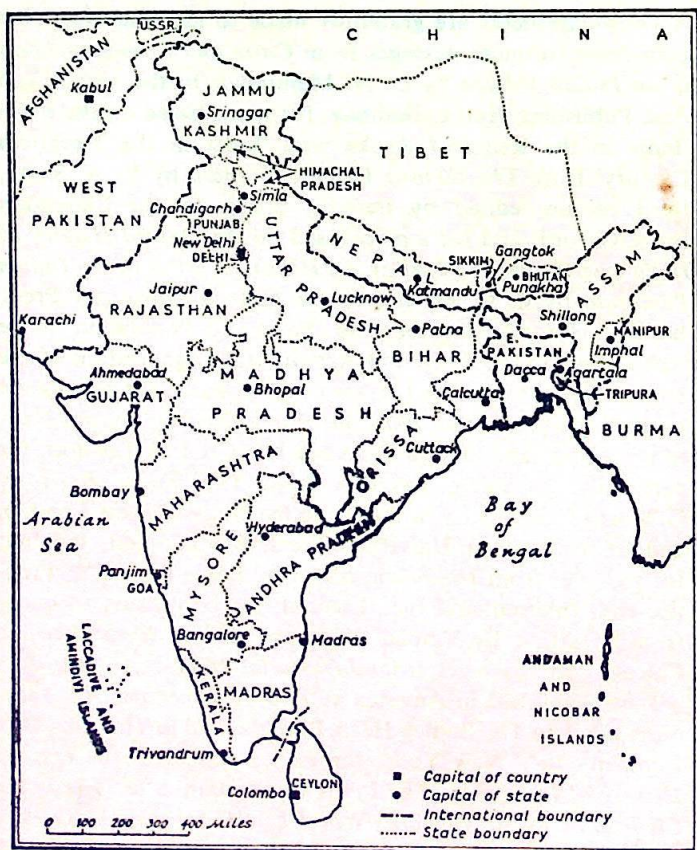 USSR
C H I N A
AFGHANISTAN
Kabul
JAMMU
Srinagar
KASHMIR
TIBET
HIMACHAL
PRADESH
WEST
PAKISTAN
Simla
Chandigarh
PUNJAB
New Delhi
DELHI
UTTAR PRADESH
NEPAL
SIKKIM
Gangtok
BHUTAN
Punakha
ASSAM
Katmandu
Jaipur
RAJASTHAN
Lucknow
Shillong
Karachi
Patna
BIHAR
E.
PAKISTAN
MANIPUR
Imphal
Dacca
Agartala
TRIPURA
Ahmedabad
GUJARAT
MADHYA
Bhopal
PRADESH
Calcutta
BURMA
ORISSA
Cuttack
MAHARASHTRA
Bombay
Arabian
Sea
Bay
of
Bengal
Hyderabad
MYSORE
ANDHRA PRADESH
Panjim
GOA
Bangalore
Madras
LACCADIVE AND
AMINDIVI ISLANDS
KERALA
MADRAS
ANDAMAN
AND
NICOBAR
ISLANDS
Trivandrum
Colombo
CEYLON
Capital of country
Capital of state
International boundary
State boundary
0 100 200 300 400 Miles